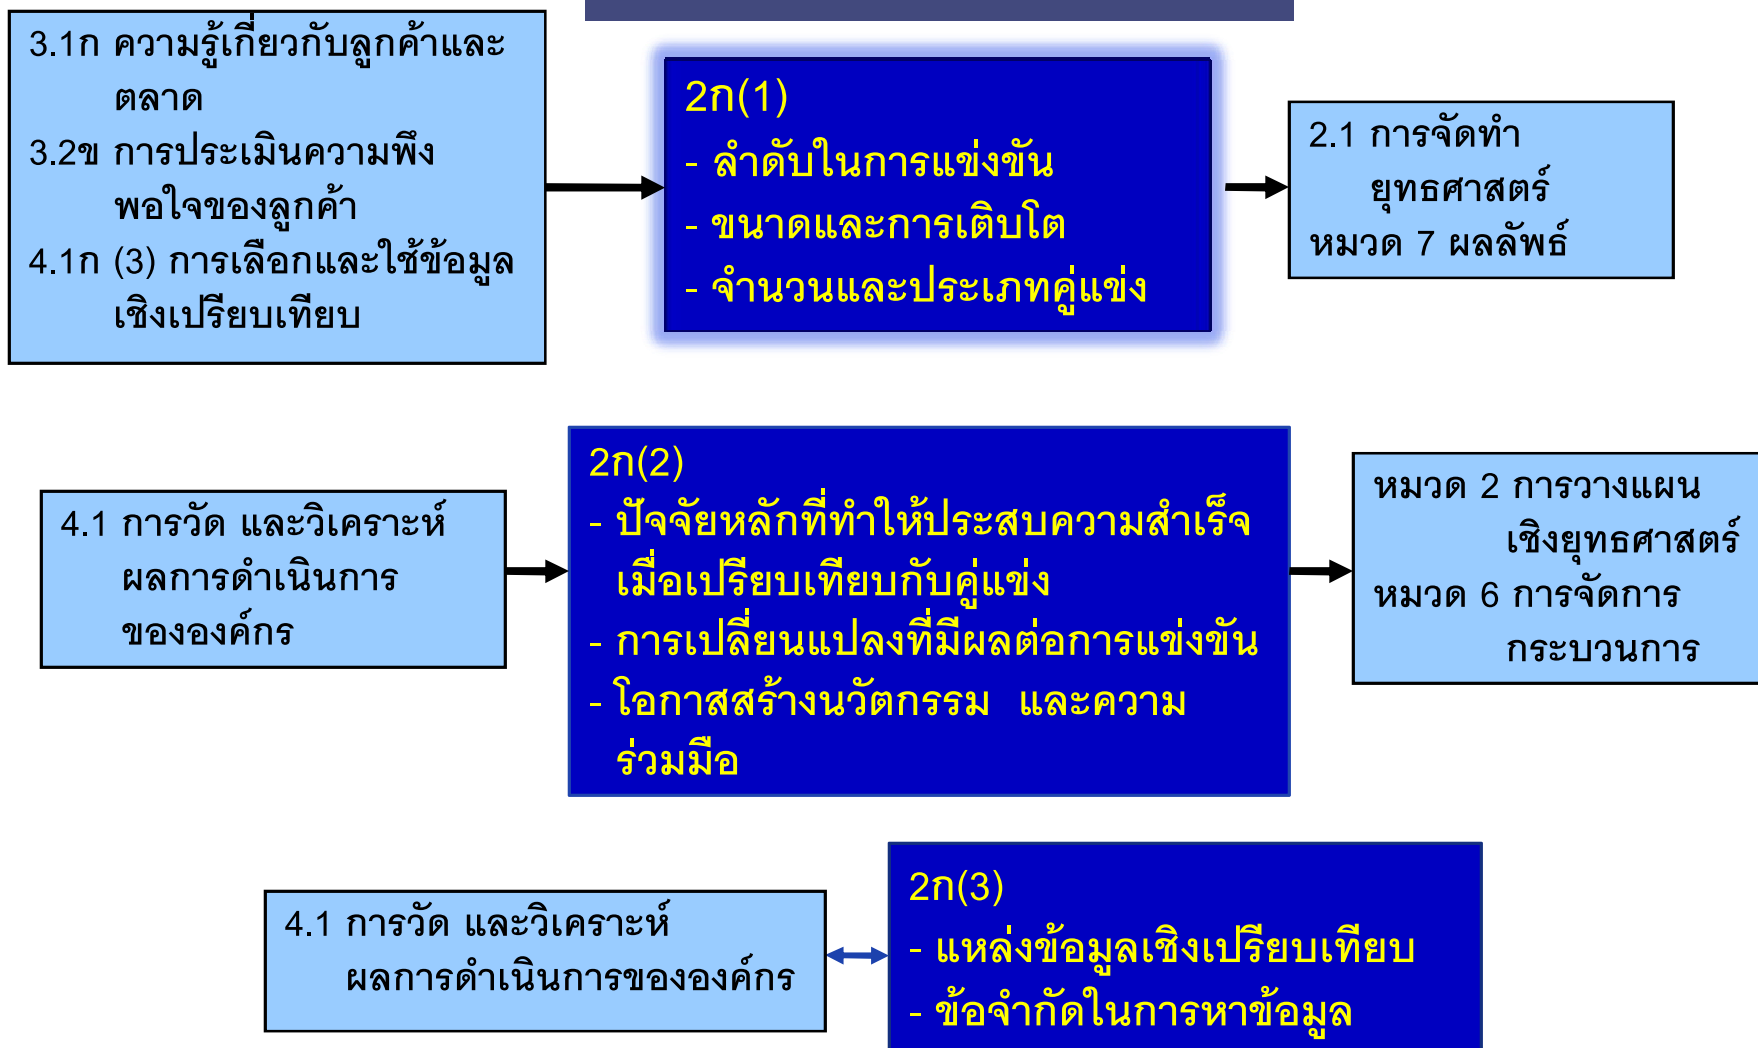 3.1ก ความรู้เกี่ยวกับลูกค้าและ
ตลาด
3.2ข การประเมินความพึง
พอใจของลูกค้า
4.1ก (3) การเลือกและใช้ข้อมูล
เชิงเปรียบเทียบ
2ก(1)
- ลำดับในการแข่งขัน
- ขนาดและการเติบโต
- จำนวนและประเภทคู่แข่ง
2.1 การจัดทำ
ยุทธศาสตร์
หมวด 7 ผลลัพธ์
4.1 การวัด และวิเคราะห์
ผลการดำเนินการ
ขององค์กร
2ก(2)
- ปัจจัยหลักที่ทำให้ประสบความสำเร็จ
เมื่อเปรียบเทียบกับคู่แข่ง
- การเปลี่ยนแปลงที่มีผลต่อการแข่งขัน
- โอกาสสร้างนวัตกรรม และความ
ร่วมมือ
หมวด 2 การวางแผน
เชิงยุทธศาสตร์
หมวด 6 การจัดการ
กระบวนการ
4.1 การวัด และวิเคราะห์
ผลการดำเนินการขององค์กร
2ก(3)
- แหล่งข้อมูลเชิงเปรียบเทียบ
- ข้อจำกัดในการหาข้อมูล